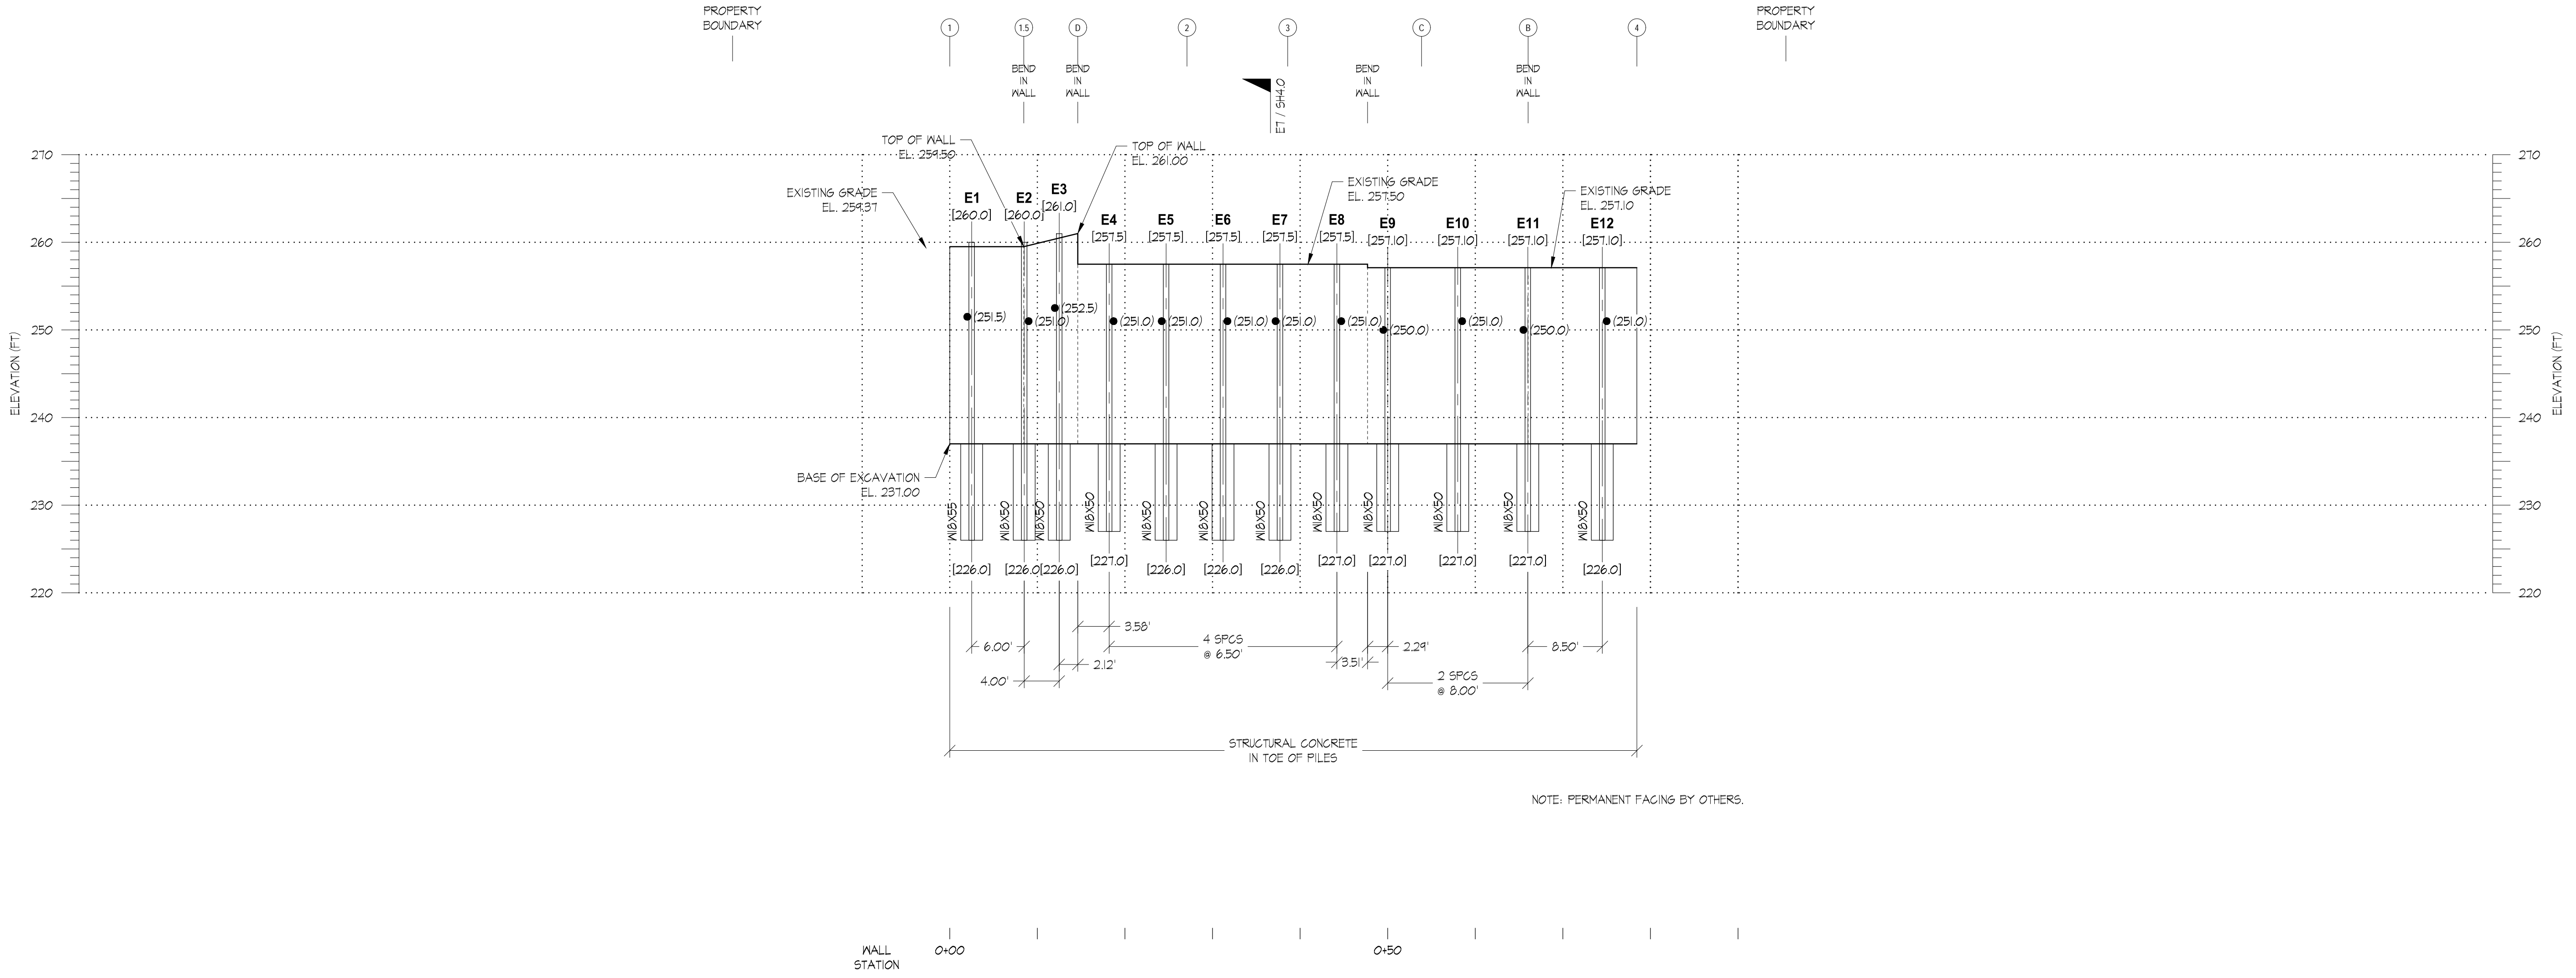 PROPERTY
BOUNDARY
1
1.5
D
2
3
C
B
4
PROPERTY
BOUNDARY
BEND
IN
WALL
BEND
IN
WALL
E7 / SH4.0
BEND
IN
WALL
BEND
IN
WALL
TOP OF WALL
EL. 259.50
TOP OF WALL
EL. 261.00
EXISTING GRADE
EL. 259.37
EXISTING GRADE
EL. 257.50
EXISTING GRADE
EL. 257.10
270
260
250
240
230
220
ELEVATION (FT)
270
260
250
240
230
220
ELEVATION (FT)
E1
[260.0]
E2
[260.0]
E3
[261.0]
E4
[257.5]
E5
[257.5]
E6
[257.5]
E7
[257.5]
E8
[257.5]
E9
[257.10]
E10
[257.10]
E11
[257.10]
E12
[257.10]
(251.5)
(251.0)
(252.5)
(251.0)
(251.0)
(251.0)
(251.0)
(251.0)
(250.0)
(251.0)
(250.0)
(251.0)
BASE OF EXCAVATION
EL. 237.00
W18X55
W18X50
W18X50
W18X50
W18X50
W18X50
W18X50
W18X50
W18X50
W18X50
W18X50
W18X50
[226.0]
[226.0]
[226.0]
[227.0]
[226.0]
[226.0]
[226.0]
[227.0]
[227.0]
[227.0]
[227.0]
[226.0]
3.58'
6.00'
4 SPCS
@ 6.50'
2.29'
8.50'
2.12'
3.51'
4.00'
2 SPCS
@ 8.00'
STRUCTURAL CONCRETE
IN TOE OF PILES
NOTE: PERMANENT FACING BY OTHERS.
WALL
STATION
0+00
0+50